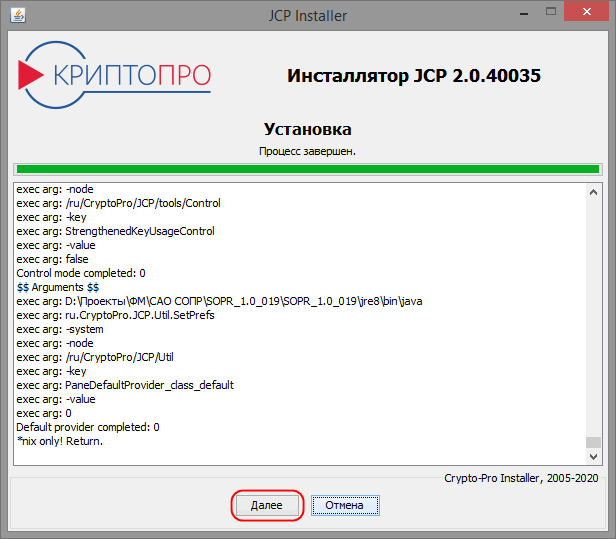 JCP Installer
КРИПТОПРО
Инсталлятор JCP 2.0.40035
Установка
Процесс завершен.
exec arg: -node
exec arg: /ru/CryptoPro/JCP/tools/Control
exec arg: -key
exec arg: StrengthenedKeyUsageControl
exec arg: -value
exec arg: false
Control mode completed: 0
$$ Arguments $$
exec arg: D:\Проекты\ФМ\САО СОПР\SOPR_1.0_019\SOPR_1.0_019\jre8\bin\java
exec arg: ru.CryptoPro.JCP.Util.SetPrefs
exec arg: -system
exec arg: -node
exec arg: /ru/CryptoPro/JCP/Util
exec arg: -key
exec arg: PaneDefaultProvider_class_default
exec arg: -value
exec arg: 0
Default provider completed: 0
*nix only! Return.
Crypto-Pro Installer, 2005-2020
Далее
Отмена